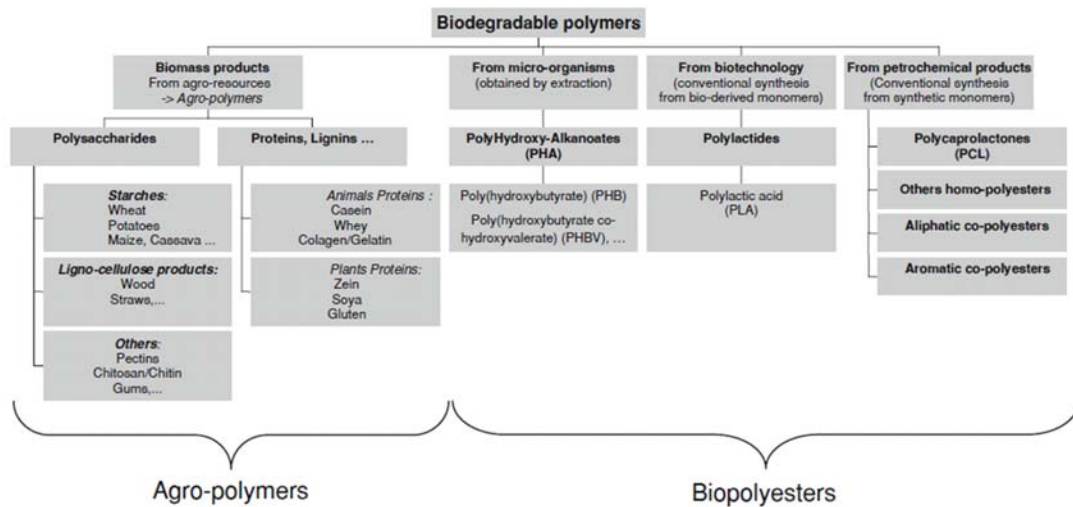 Biodegradable polymers
Biomass products
From agro-resources
-> Agro-polymers
From micro-organisms
(obtained by extraction)
From biotechnology
(conventional synthesis
from bio-derived monomers)
From petrochemical products
(Conventional synthesis
from synthetic monomers)
Polysaccharides
Proteins, Lignins ...
PolyHydroxy-Alkanoates
(PHA)
Polylactides
Polycaprolactones
(PCL)
Starches:
Wheat
Potatoes
Maize, Cassava ...
Animals Proteins :
Casein
Whey
Colagen/Gelatin
Poly(hydroxybutyrate) (PHB)
Poly(hydroxybutyrate co-
hydroxyvalerate) (PHBV), ...
Polylactic acid
(PLA)
Others homo-polyesters
Aliphatic co-polyesters
Aromatic co-polyesters
Ligno-cellulose products:
Wood
Straws,...
Plants Proteins:
Zein
Soya
Gluten
Others:
Pectins
Chitosan/Chitin
Gums,...
Agro-polymers
Biopolyesters